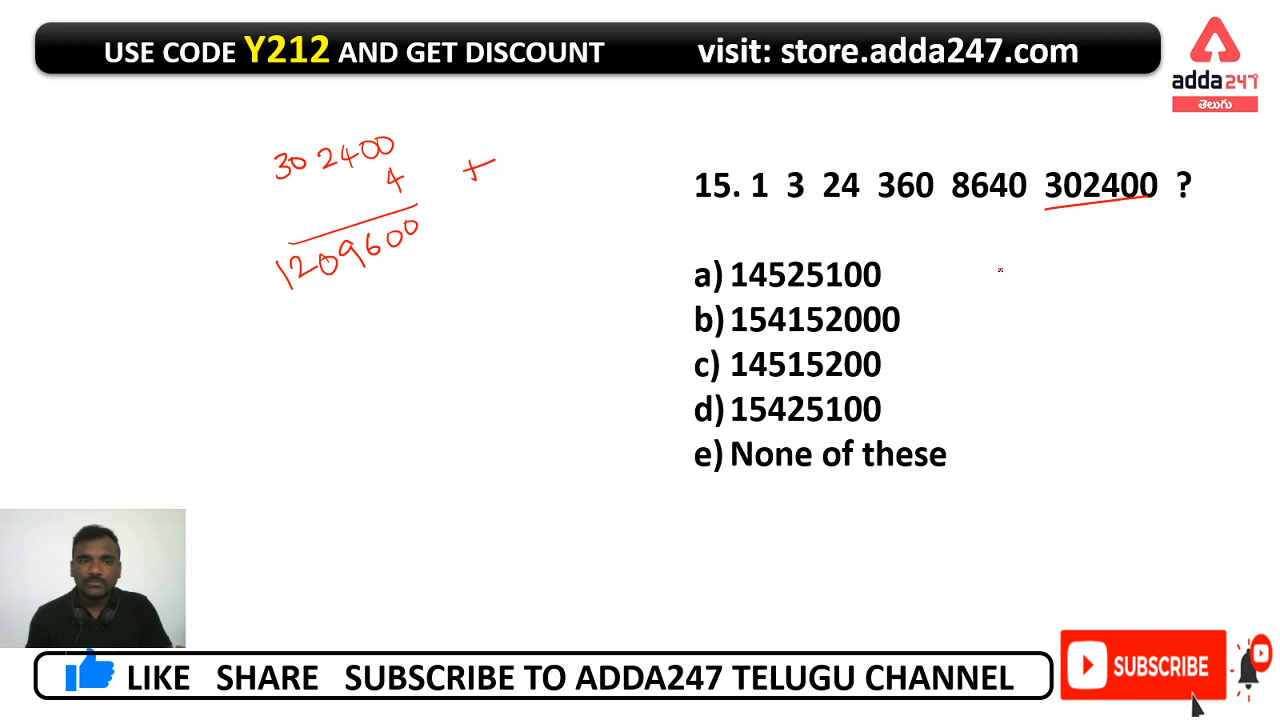 USE CODE Y212 AND GET DISCOUNT visit: store.adda247.com
adda247
తెలుగు
302400
4 +
1209600
15. 1 3 24 360 8640 302400 ?
a) 14525100
b) 154152000
c) 14515200
d) 15425100
e) None of these
LIKE SHARE SUBSCRIBE TO ADDA247 TELUGU CHANNEL
SUBSCRIBE